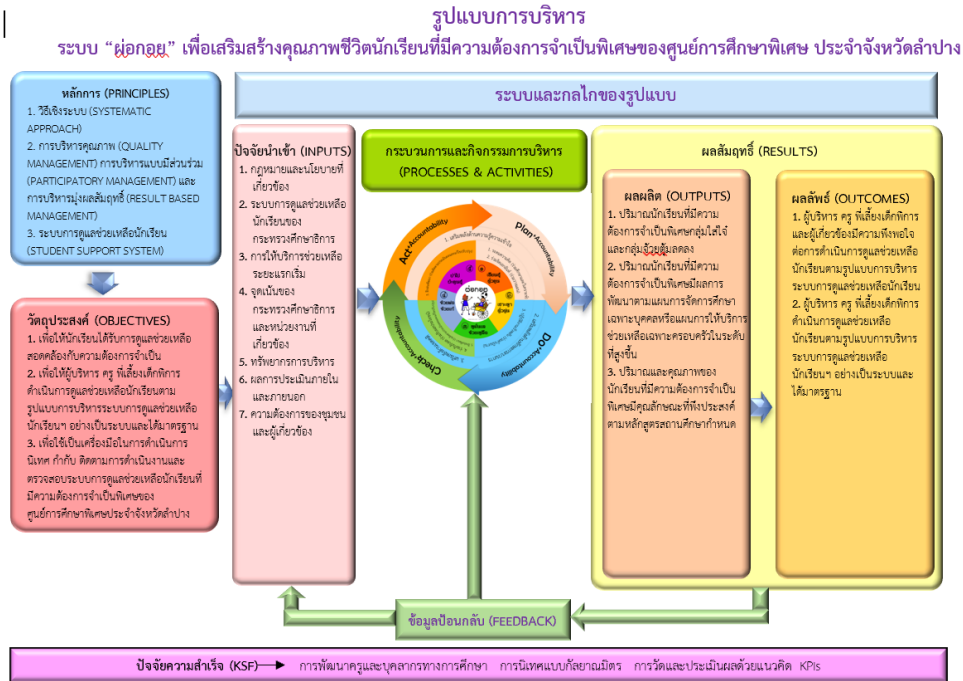 รูปแบบการบริหาร
ระบบ “ผ่อกอย” เพื่อเสริมสร้างคุณภาพชีวิตนักเรียนที่มีความต้องการจำเป็นพิเศษของศูนย์การศึกษาพิเศษ ประจำจังหวัดลำปาง
หลักการ (PRINCIPLES)
1. วิธีเชิงระบบ (SYSTEMATIC
APPROACH)
2. การบริหารคุณภาพ (QUALITY
MANAGEMENT) การบริหารแบบมีส่วนร่วม
(PARTICIPATORY MANAGEMENT) และ
การบริหารมุ่งผลสัมฤทธิ์ (RESULT BASED
MANAGEMENT)
3. ระบบการดูแลช่วยเหลือนักเรียน
(STUDENT SUPPORT SYSTEM)
วัตถุประสงค์ (OBJECTIVES)
1. เพื่อให้นักเรียนได้รับการดูแลช่วยเหลือ
สอดคล้องกับความต้องการจำเป็น
2. เพื่อให้ผู้บริหาร ครู พี่เลี้ยงเด็กพิการ
ดำเนินการดูแลช่วยเหลือนักเรียนตาม
รูปแบบการบริหารระบบการดูแลช่วยเหลือ
นักเรียนฯ อย่างเป็นระบบและได้มาตรฐาน
3. เพื่อใช้เป็นเครื่องมือในการดำเนินการ
นิเทศ กำกับ ติดตามการดำเนินงานและ
ตรวจสอบระบบการดูแลช่วยเหลือนักเรียนที่
มีความต้องการจำเป็นพิเศษของ
ศูนย์การศึกษาพิเศษประจำจังหวัดลำปาง
ระบบและกลไกของรูปแบบ
ปัจจัยนำเข้า (INPUTS)
1. กฎหมายและนโยบายที่
เกี่ยวข้อง
2. ระบบการดูแลช่วยเหลือ
นักเรียนของ
กระทรวงศึกษาธิการ
3. การให้บริการช่วยเหลือ
ระยะแรกเริ่ม
4. จุดเน้นของ
กระทรวงศึกษาธิการ
และหน่วยงานที่
เกี่ยวข้อง
5. ทรัพยากรการบริหาร
6. ผลการประเมินภายใน
และภายนอก
7. ความต้องการของชุมชน
และผู้เกี่ยวข้อง
กระบวนการและกิจกรรมการบริหาร
(PROCESSES & ACTIVITIES)
Act+Accountability
Plan+Accountability
Do+Accountability
Check+Accountability
ผ่อกอย
ผลสัมฤทธิ์ (RESULTS)
ผลผลิต (OUTPUTS)
1. ปริมาณนักเรียนที่มีความ
ต้องการจำเป็นพิเศษกลุ่มใส่ใจ
และกลุ่มอ้วยตุ้มลดลง
2. ปริมาณนักเรียนที่มีความ
ต้องการจำเป็นพิเศษมีผลการ
พัฒนาตามแผนการจัดการศึกษา
เฉพาะบุคคลหรือแผนการให้บริการ
ช่วยเหลือเฉพาะครอบครัวในระดับ
ที่สูงขึ้น
3. ปริมาณและคุณภาพของ
นักเรียนที่มีความต้องการจำเป็น
พิเศษมีคุณลักษณะที่พึงประสงค์
ตามหลักสูตรสถานศึกษากำหนด
ผลลัพธ์ (OUTCOMES)
1. ผู้บริหาร ครู พี่เลี้ยงเด็กพิการ
และผู้เกี่ยวข้องมีความพึงพอใจ
ต่อการดำเนินการดูแลช่วยเหลือ
นักเรียนตามรูปแบบการบริหาร
ระบบการดูแลช่วยเหลือนักเรียน
2. ผู้บริหาร ครู พี่เลี้ยงเด็กพิการ
ดำเนินการดูแลช่วยเหลือ
นักเรียนตามรูปแบบการบริหาร
ระบบการดูแลช่วยเหลือ
นักเรียนฯ อย่างเป็นระบบและ
ได้มาตรฐาน
ข้อมูลป้อนกลับ (FEEDBACK)
ปัจจัยความสำเร็จ (KSF) การพัฒนาครูและบุคลากรทางการศึกษา การนิเทศแบบกัลยาณมิตร การวัดและประเมินผลด้วยแนวคิด KPIs